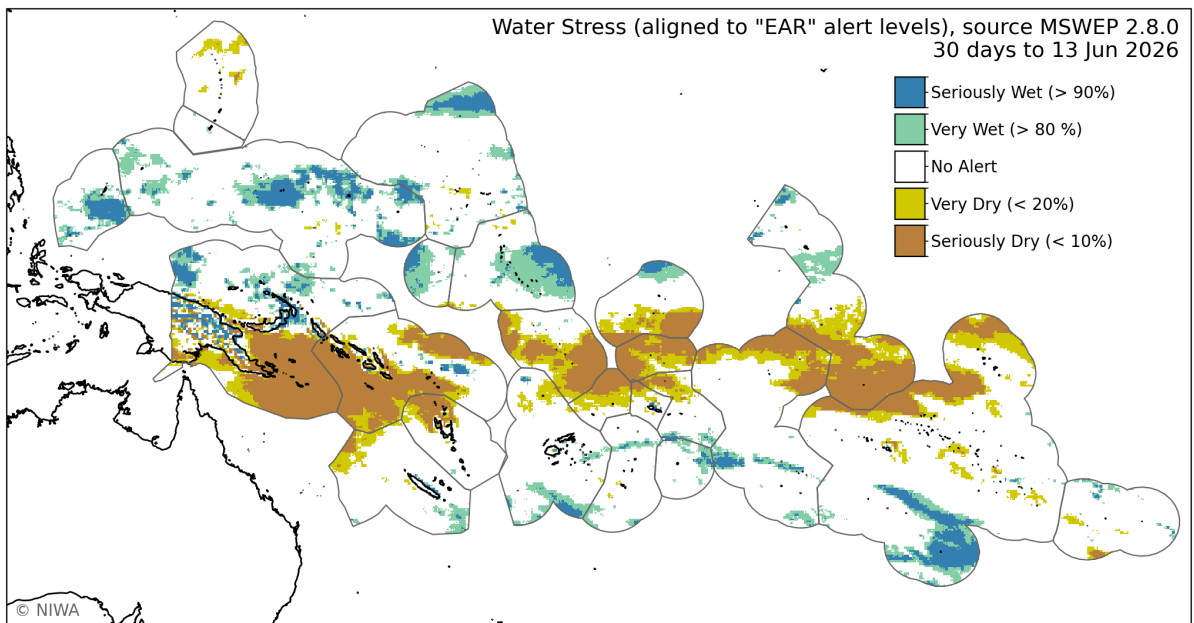 Water Stress (aligned to "EAR" alert levels), source MSWEP 2.8.0
30 days to 13 Jun 2026
Seriously Wet (> 90%)
Very Wet (> 80 %)
No Alert
Very Dry (< 20%)
Seriously Dry (< 10%)
© NIWA